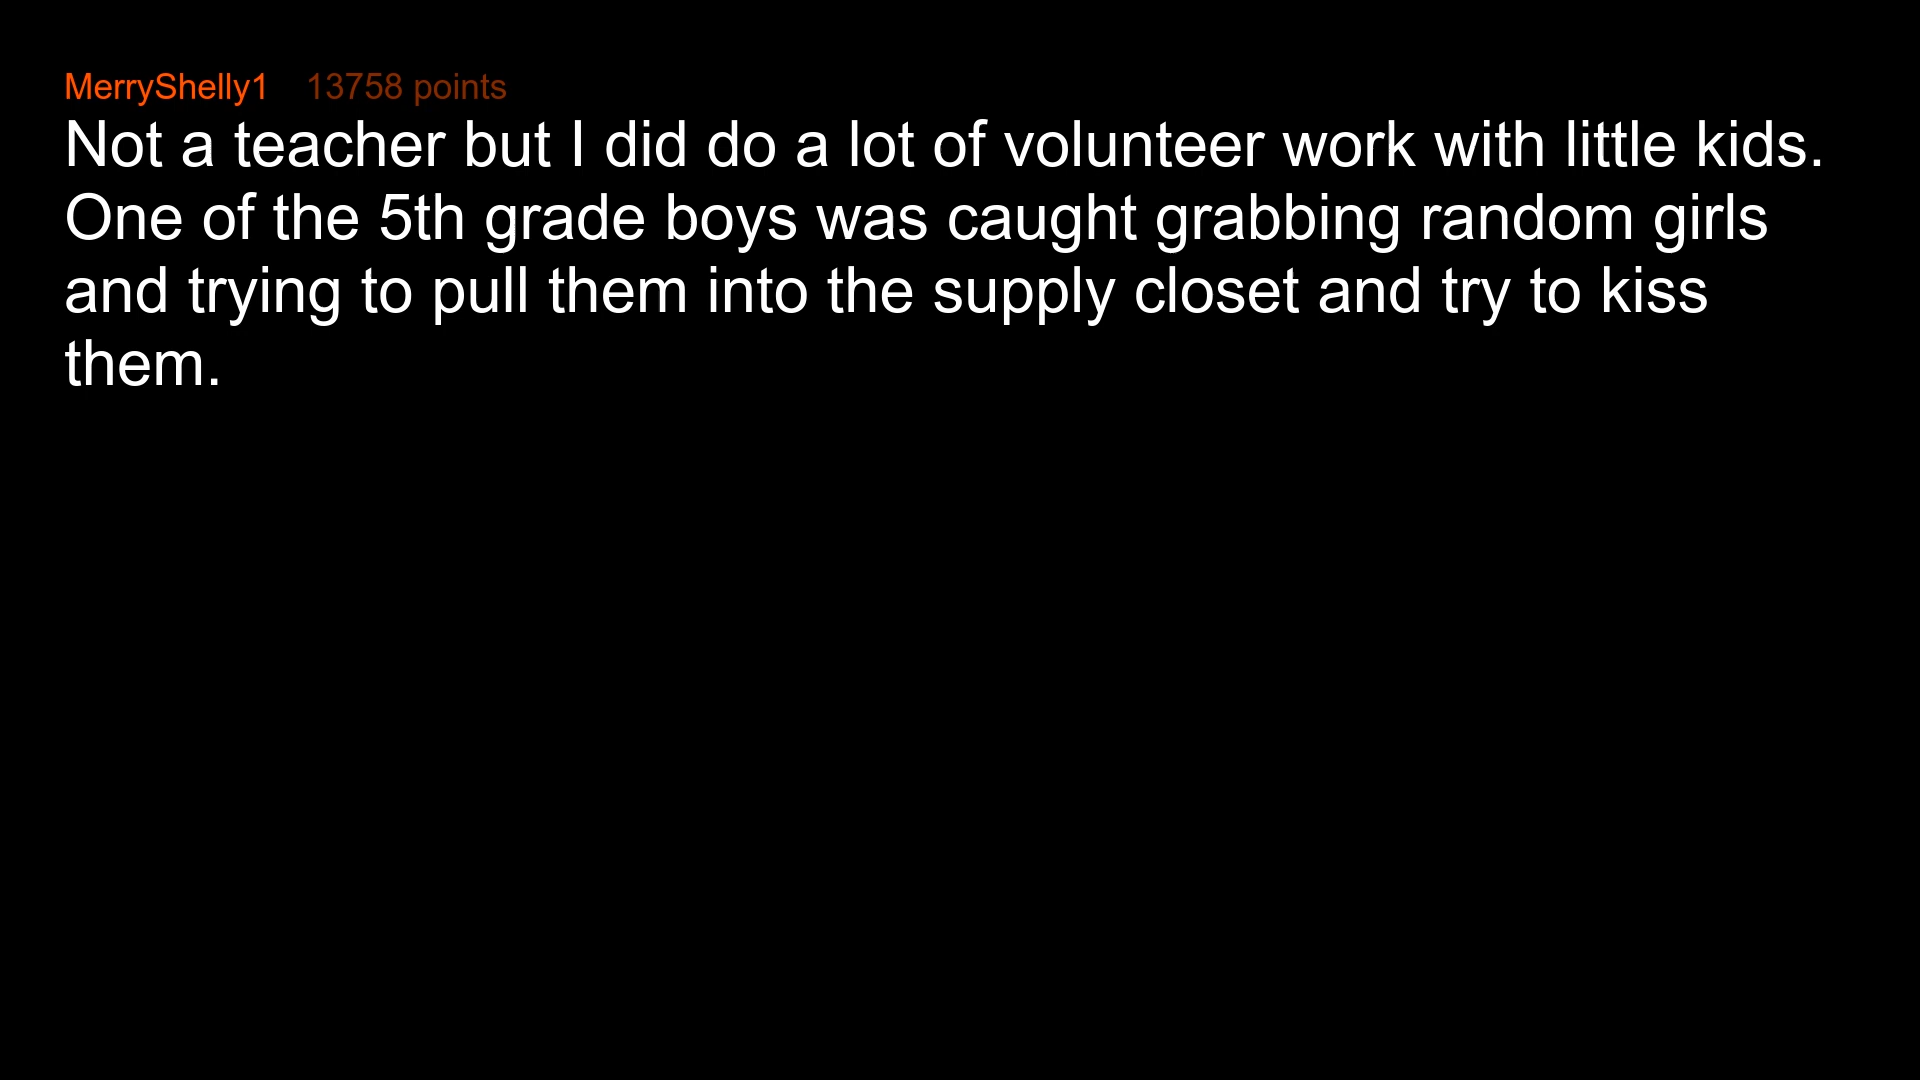 MerryShelly1 13758 points
Not a teacher but I did do a lot of volunteer work with little kids.
One of the 5th grade boys was caught grabbing random girls
and trying to pull them into the supply closet and try to kiss
them.